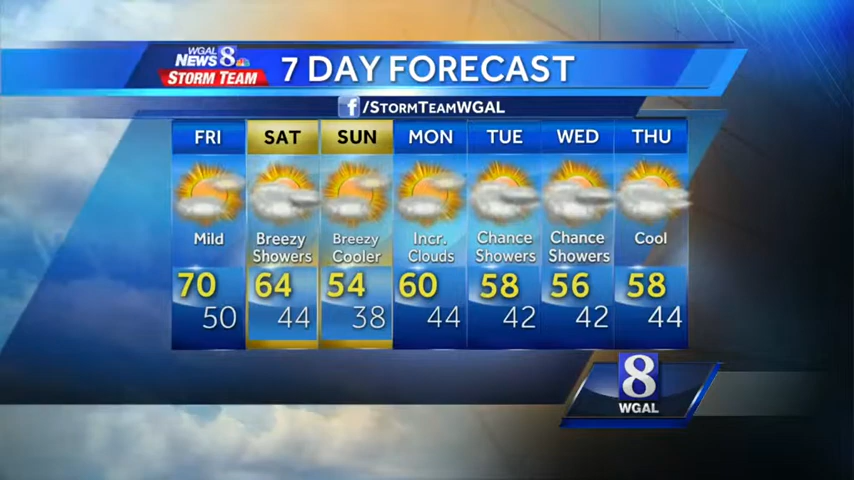 WGAL
NEWS 8
STORM TEAM
7 DAY FORECAST
f/STORMTEAMWGAL
FRI SAT SUN MON TUE WED THU
Mild Breezy Showers Breezy Cooler Incr. Clouds Chance Showers Chance Showers Cool
70 64 54 60 58 56 58
50 44 38 44 42 42 44
8
WGAL